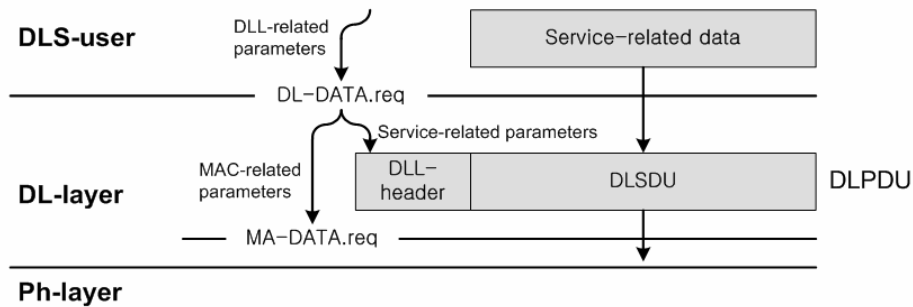 DLS-user
DLL-related
parameters
Service-related data
DL-DATA.req
Service-related parameters
MAC-related
parameters
DL-layer
DLL-
header
DLSDU
DLPDU
MA-DATA.req
Ph-layer